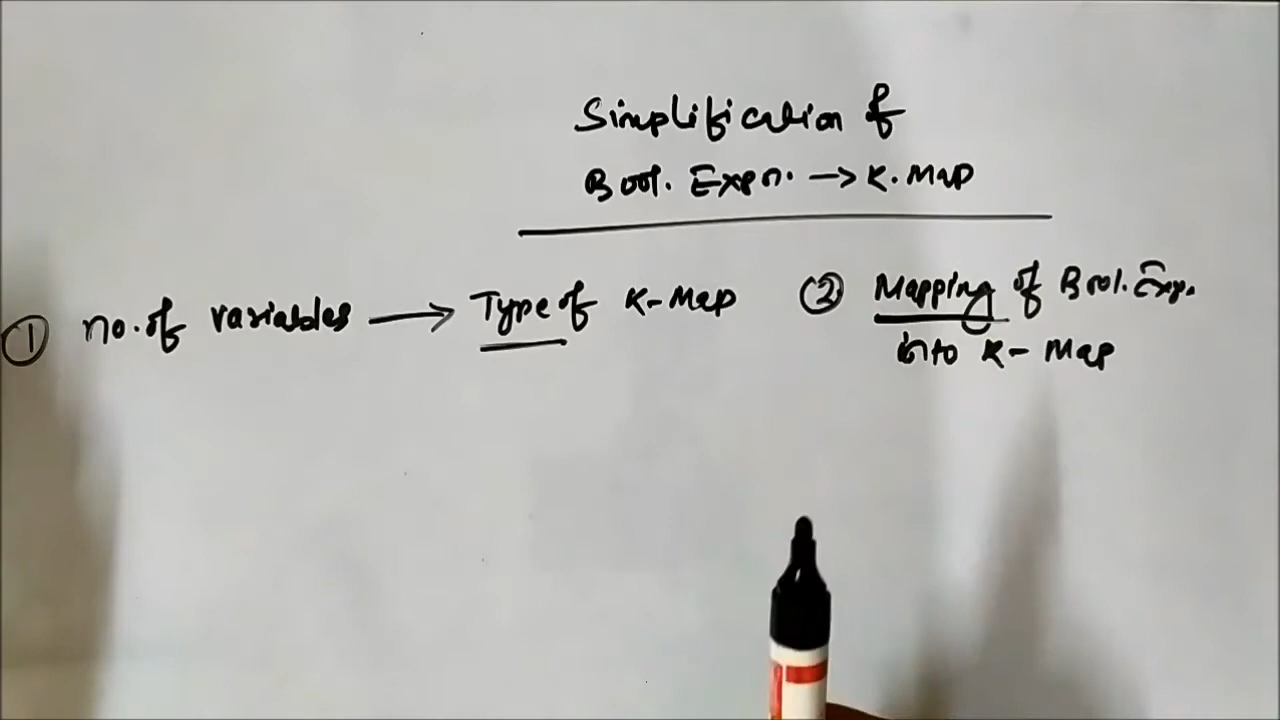 Simplification of
Bool. Expn. → K. Map
① no. of variables → Type of K-Map
② Mapping of Bool. Exp.
into K-Map